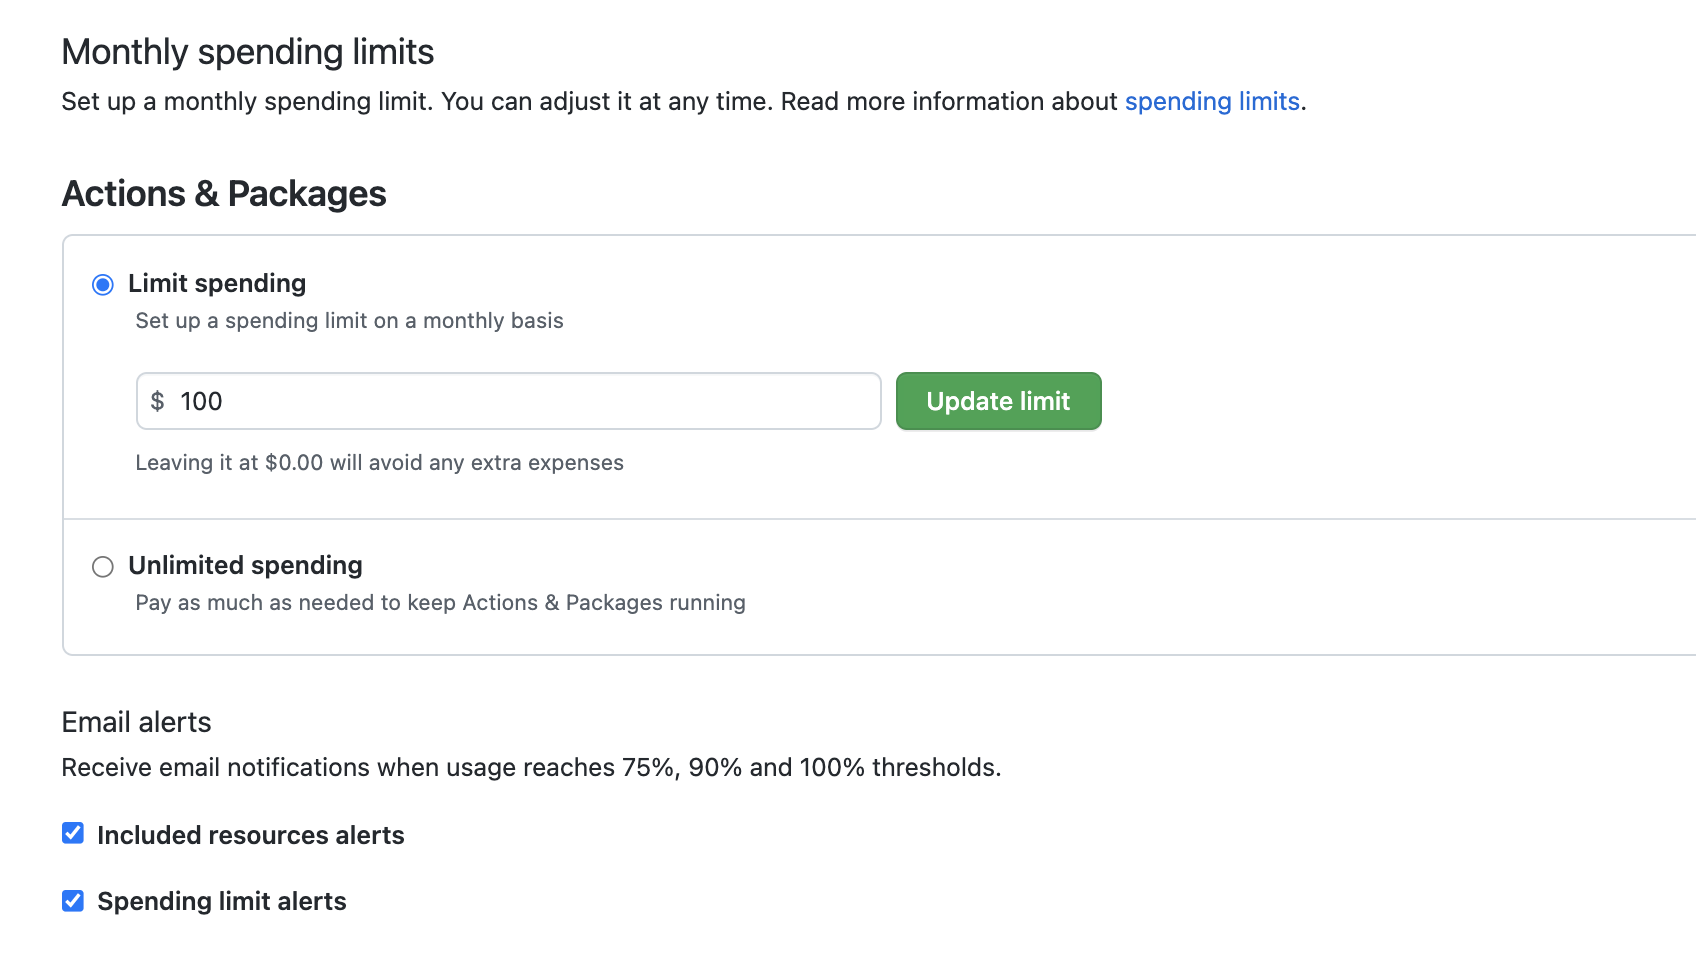 Monthly spending limits
Set up a monthly spending limit. You can adjust it at any time. Read more information about spending limits.
Actions & Packages
Limit spending
Set up a spending limit on a monthly basis
$ 100
Update limit
Leaving it at $0.00 will avoid any extra expenses
Unlimited spending
Pay as much as needed to keep Actions & Packages running
Email alerts
Receive email notifications when usage reaches 75%, 90% and 100% thresholds.
Included resources alerts
Spending limit alerts